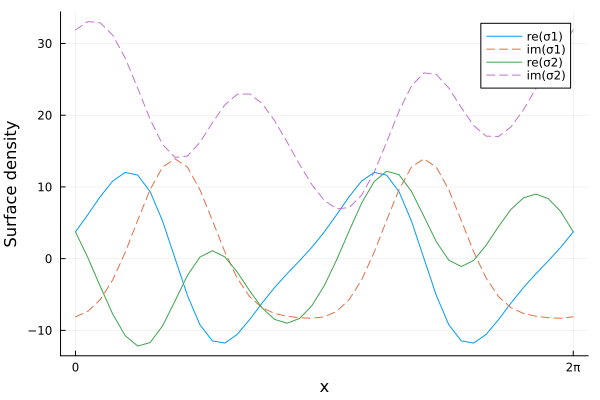 re(σ1)
im(σ1)
re(σ2)
im(σ2)
30
20
10
0
−10
Surface density
0
2π
x